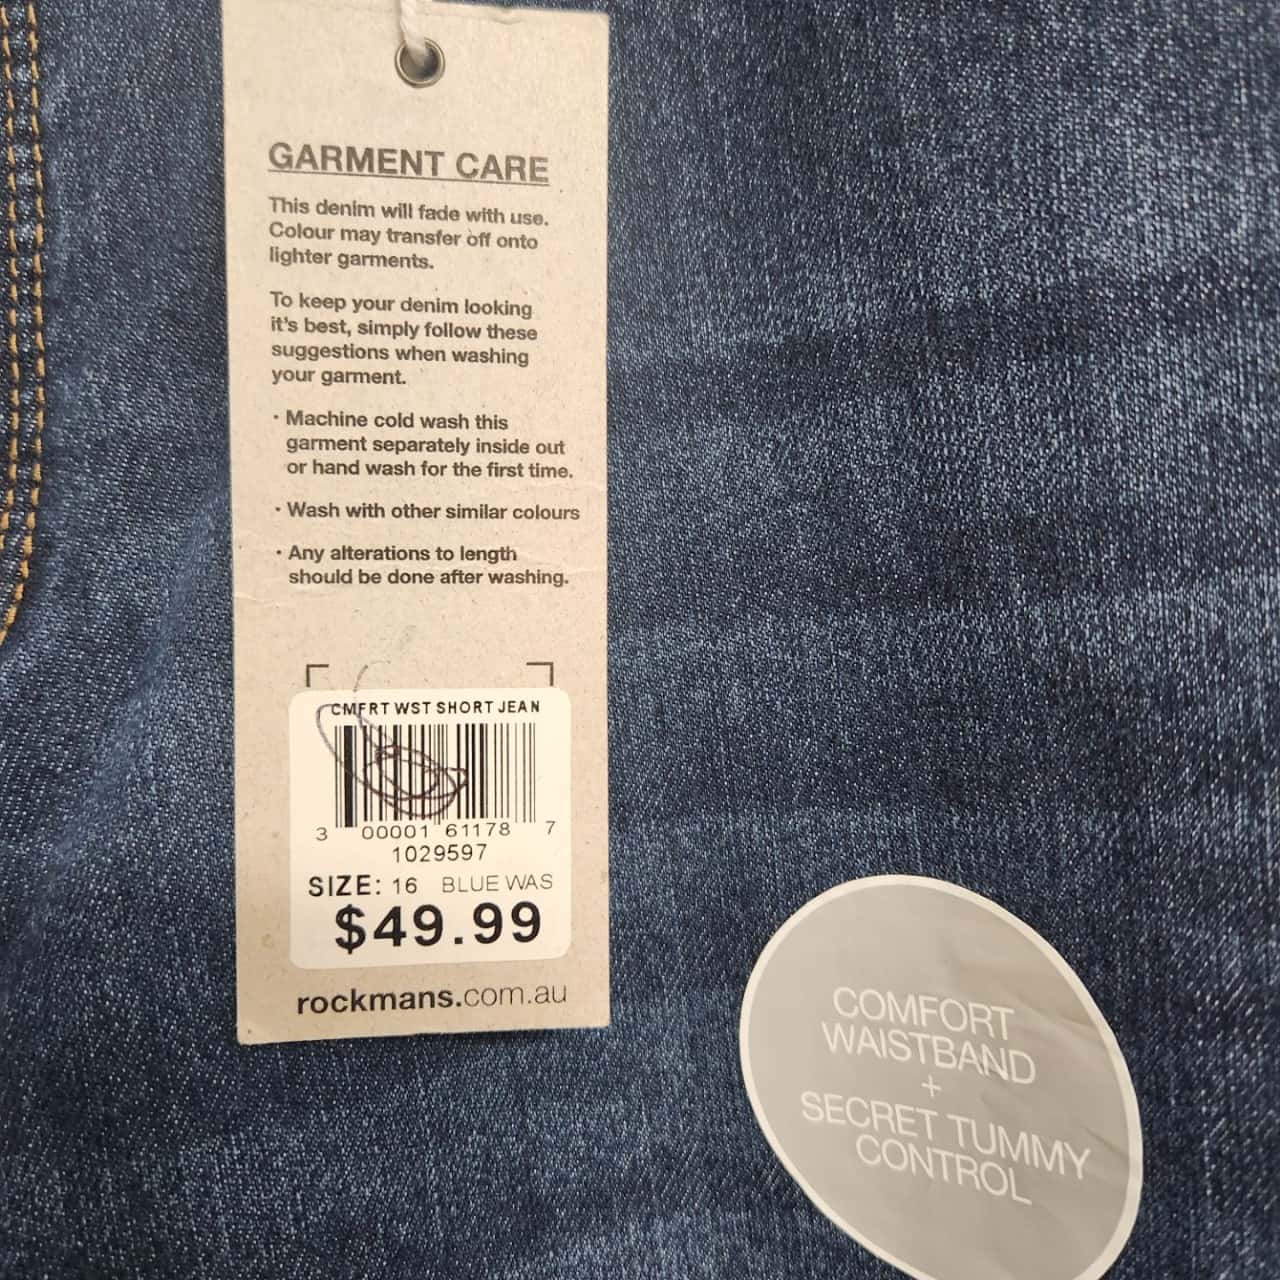 GARMENT CARE
This denim will fade with use.
Colour may transfer off onto
lighter garments.
To keep your denim looking
it's best, simply follow these
suggestions when washing
your garment.
· Machine cold wash this
garment separately inside out
or hand wash for the first time.
· Wash with other similar colours
· Any alterations to length
should be done after washing.
CMFRT WST SHORT JEAN
3 00001 61178 7
1029597
SIZE: 16 BLUE WAS
$49.99
rockmans.com.au
COMFORT
WAISTBAND
+
SECRET TUMMY
CONTROL